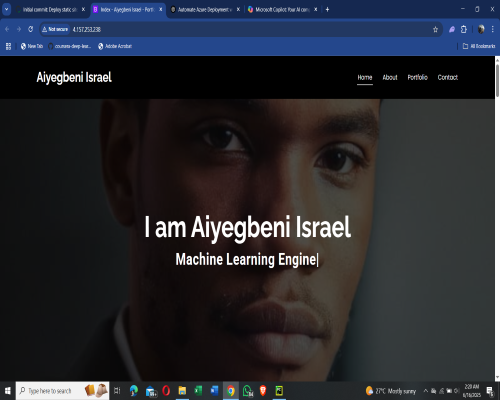 Initial commit: Deploy static sit
Index - Aiyegbeni Israel - Portf
Automate Azure Deployment w
Microsoft Copilot: Your AI com
Not secure 4.157.253.238
New Tab
coursera-deep-lear...
Adobe Acrobat
All Bookmarks
Aiyegbeni Israel
Home About Portfolio Contact
I am Aiyegbeni Israel
Machine Learning Engine|
Type here to search
27°C Mostly sunny
2:20 AM
6/16/2025